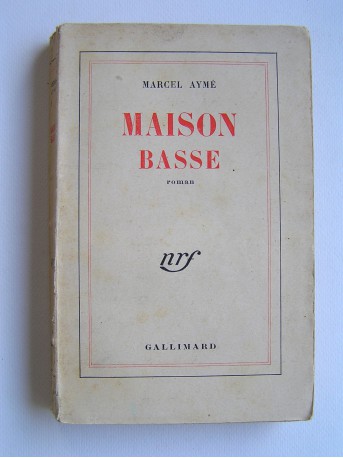 MARCEL AYMÉ
MAISON
BASSE
roman
nrf
GALLIMARD